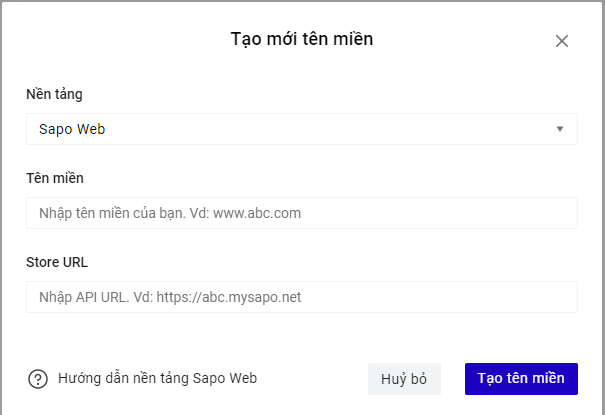 Tạo mới tên miền
Nền tảng
Sapo Web
Tên miền
Nhập tên miền của bạn. Vd: www.abc.com
Store URL
Nhập API URL. Vd: https://abc.mysapo.net
Hướng dẫn nền tảng Sapo Web
Huỷ bỏ
Tạo tên miền